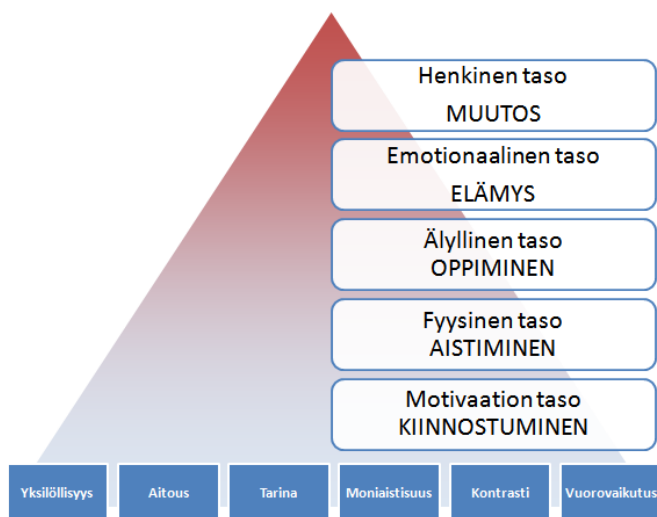 Henkinen taso
MUUTOS
Emotionaalinen taso
ELÄMYS
Älyllinen taso
OPPIMINEN
Fyysinen taso
AISTIMINEN
Motivaation taso
KIINNOSTUMINEN
Yksilöllisyys
Aitous
Tarina
Moniaistisuus
Kontrasti
Vuorovaikutus